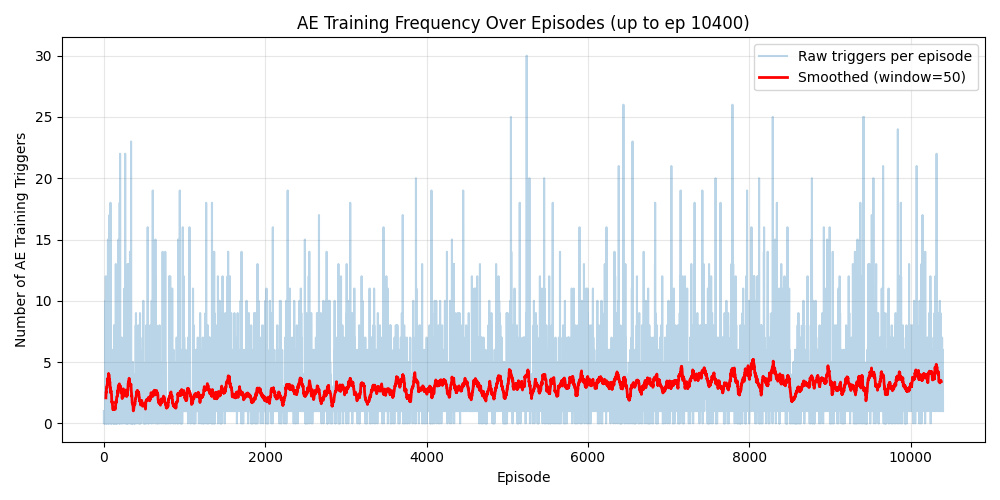 AE Training Frequency Over Episodes (up to ep 10400)
Raw triggers per episode
Smoothed (window=50)
Number of AE Training Triggers
30
25
20
15
10
5
0
0 2000 4000 6000 8000 10000
Episode